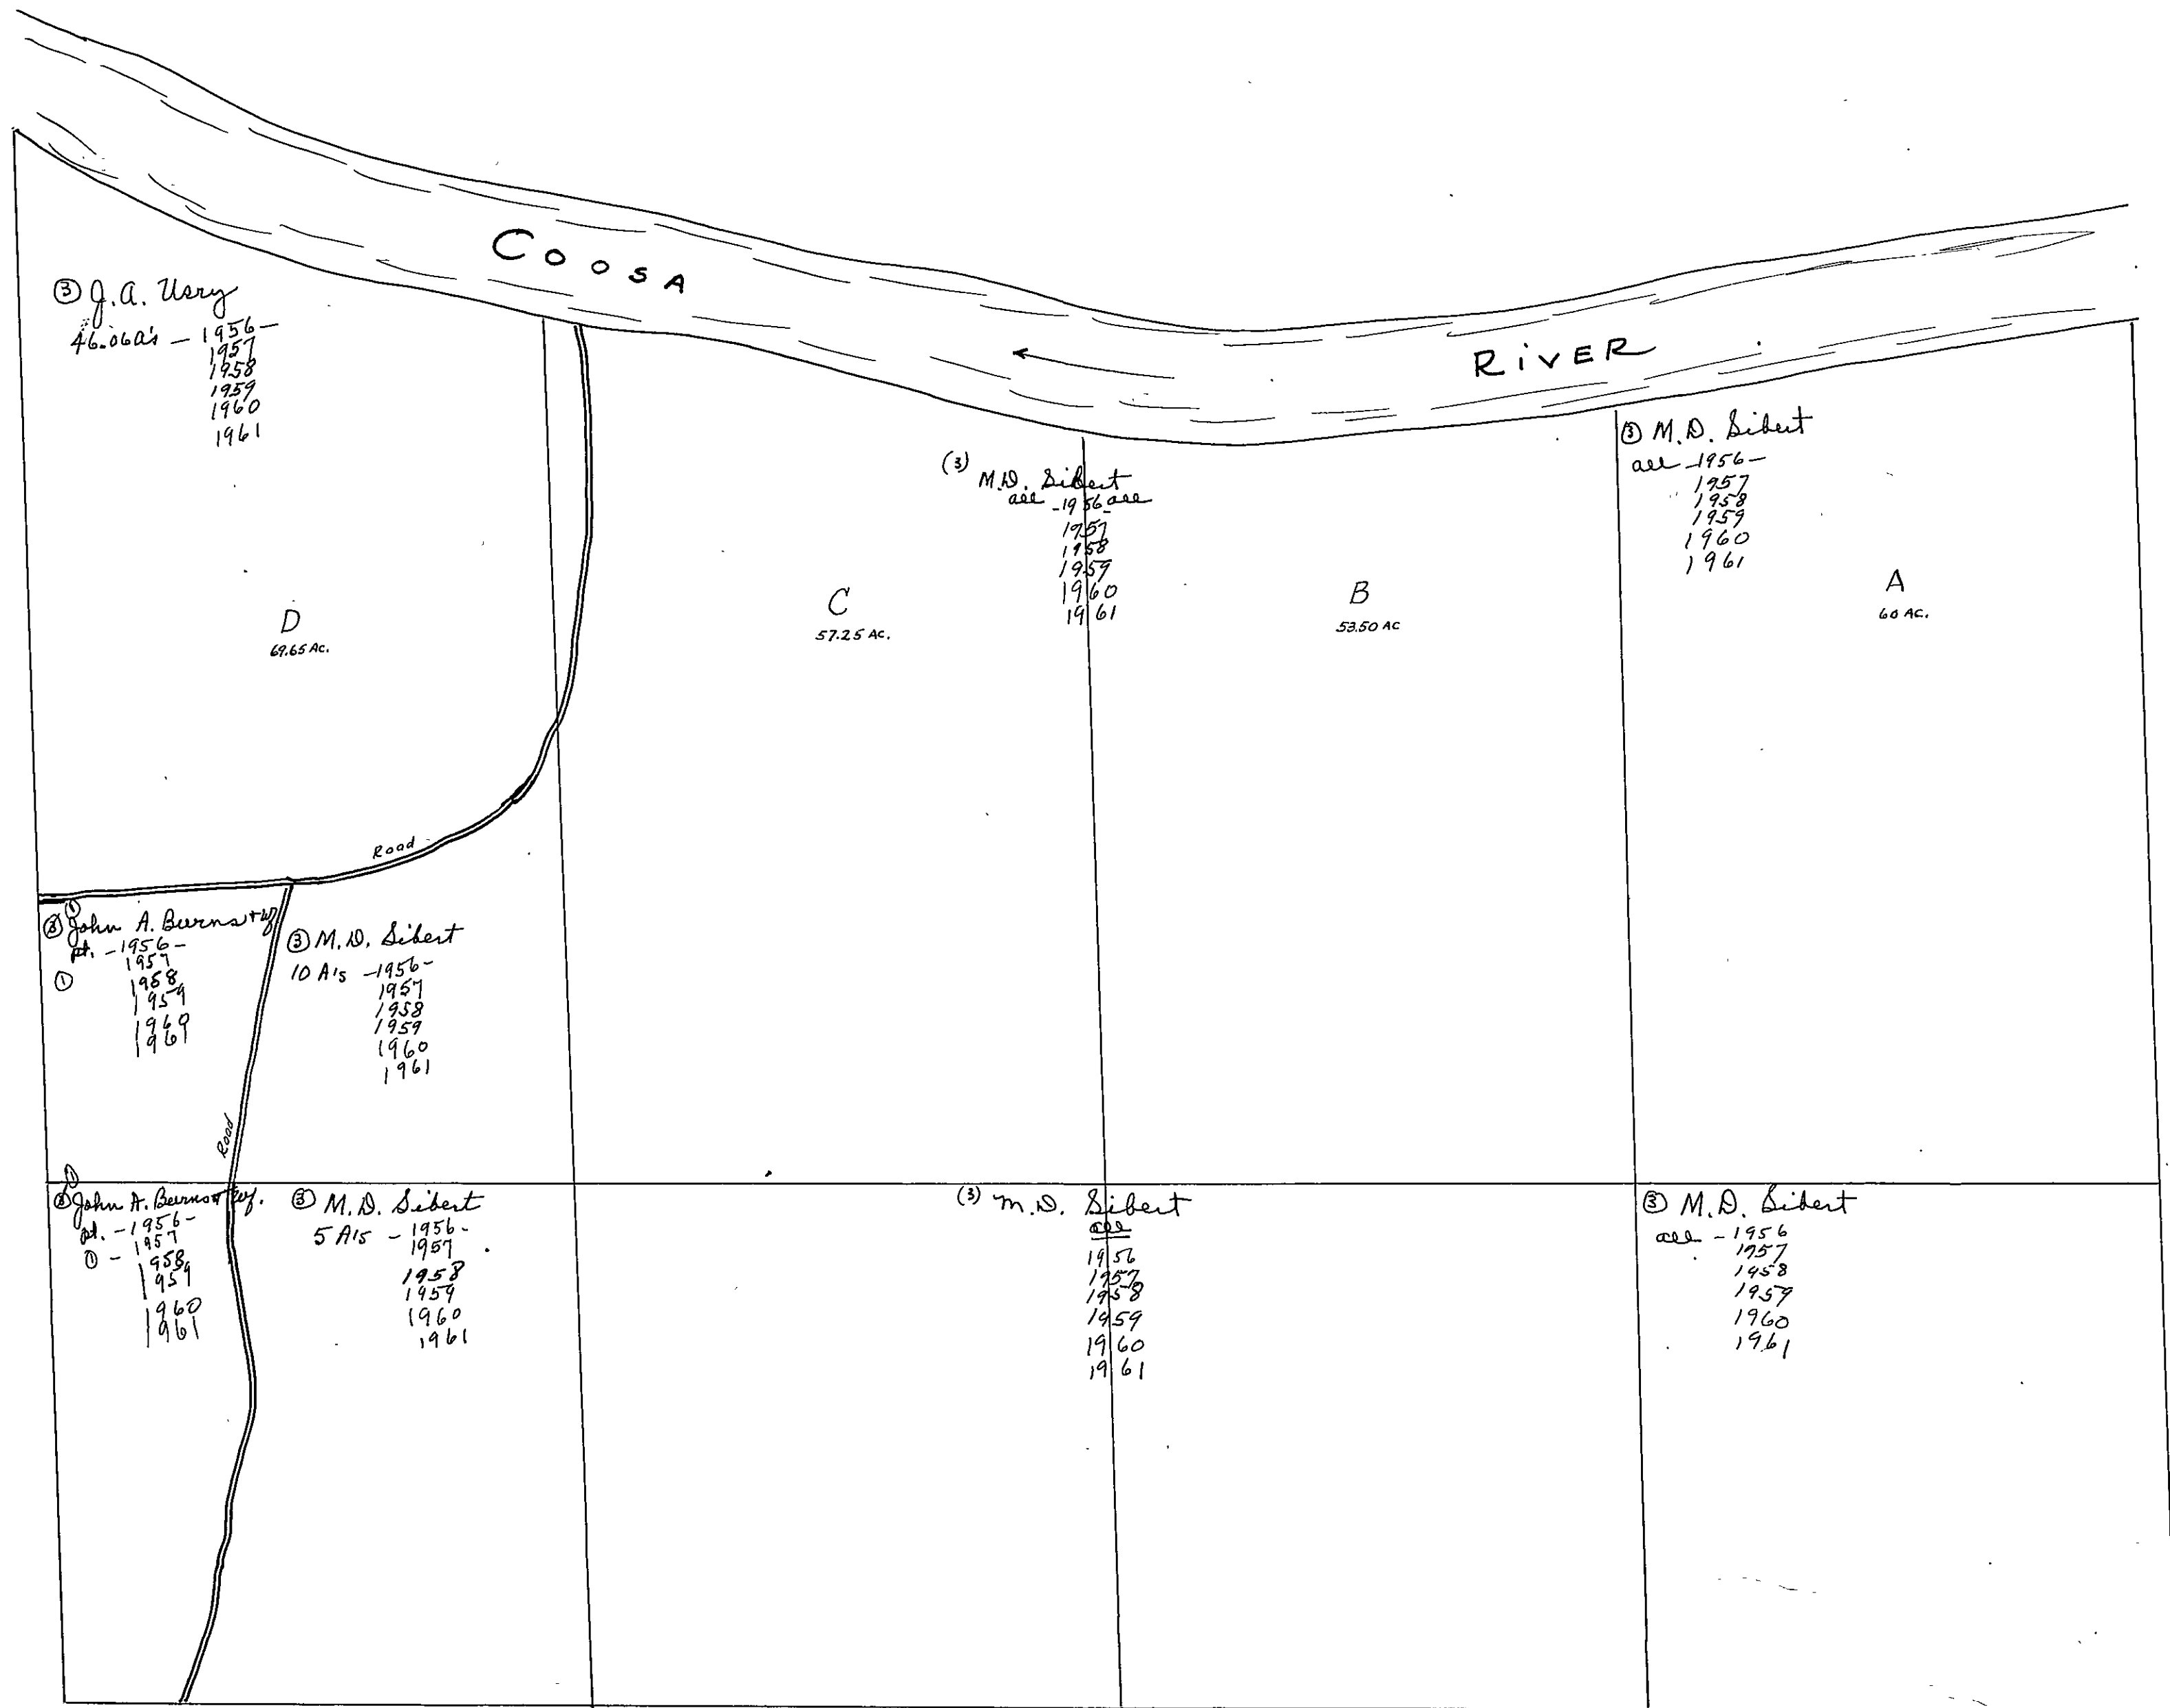 COOSA
RiVER
③ J.A. Usry
46.06 A's — 1956 —
1957
1958
1959
1960
1961
(3)
M.D. Sibert
all - 1956 - all
1957
1958
1959
1960
1961
③ M.D. Sibert
all - 1956 —
1957
1958
1959
1960
1961
D
69.65 AC.
C
57.25 AC.
B
53.50 AC
A
60 AC.
Road
①
③ John A. Burns + wf
pt. - 1956 -
1957
① 1958
1959
1960
1961
③ M.D. Sibert
10 A's - 1956 -
1957
1958
1959
1960
1961
Road
①
③ John A. Burns + wf.
pt. - 1956 -
1957
① - 1958
1959
1960
1961
③ M.D. Sibert
5 A's - 1956 -
1957
1958
1959
1960
1961
(3) M.D. Sibert
all
1956
1957
1958
1959
1960
1961
③ M.D. Sibert
all - 1956
1957
1958
1959
1960
1961